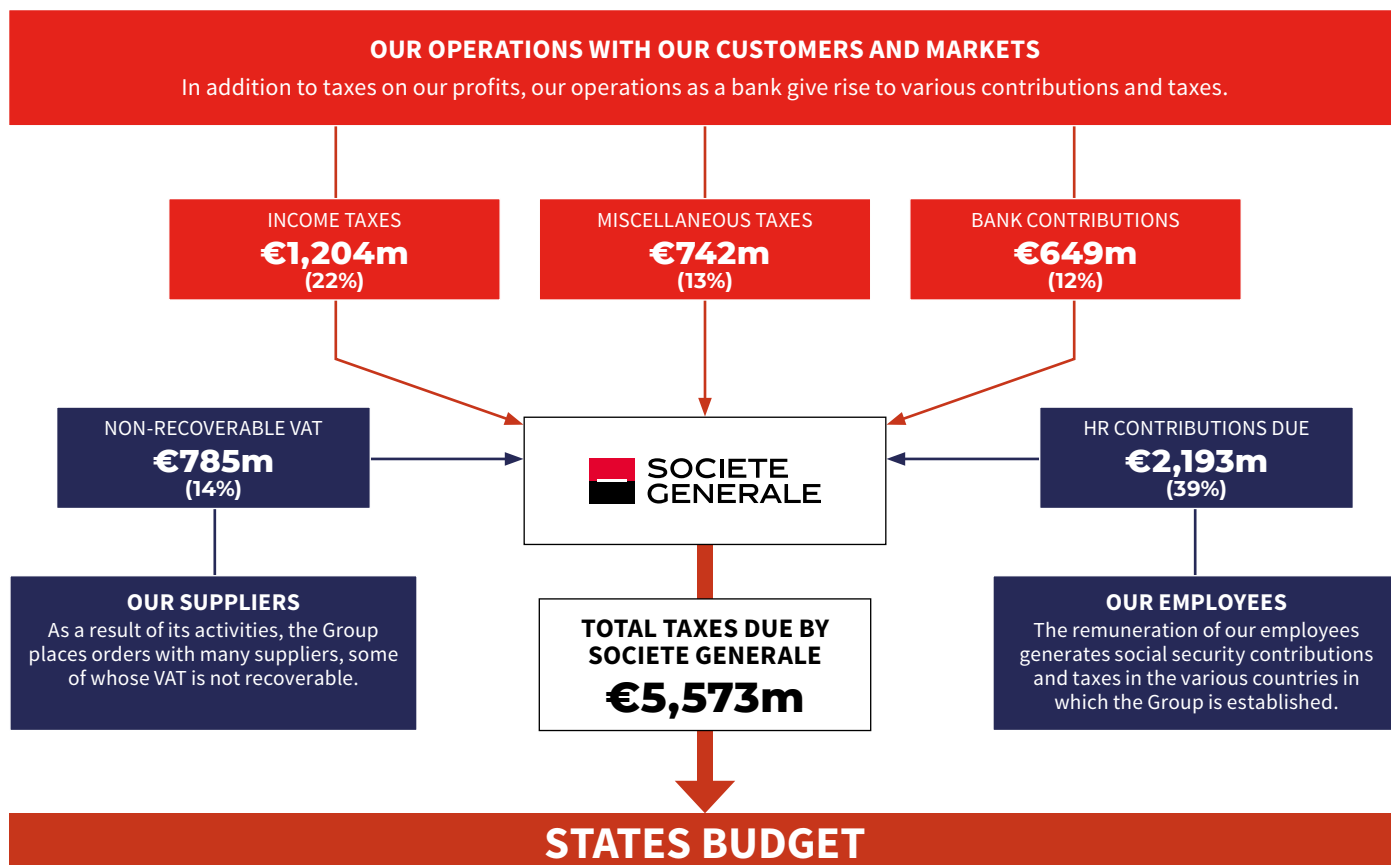 OUR OPERATIONS WITH OUR CUSTOMERS AND MARKETS
In addition to taxes on our profits, our operations as a bank give rise to various contributions and taxes.
INCOME TAXES
€1,204m
(22%)
MISCELLANEOUS TAXES
€742m
(13%)
BANK CONTRIBUTIONS
€649m
(12%)
NON-RECOVERABLE VAT
€785m
(14%)
SOCIETE
GENERALE
HR CONTRIBUTIONS DUE
€2,193m
(39%)
OUR SUPPLIERS
As a result of its activities, the Group
places orders with many suppliers, some
of whose VAT is not recoverable.
TOTAL TAXES DUE BY
SOCIETE GENERALE
€5,573m
OUR EMPLOYEES
The remuneration of our employees
generates social security contributions
and taxes in the various countries in
which the Group is established.
STATES BUDGET